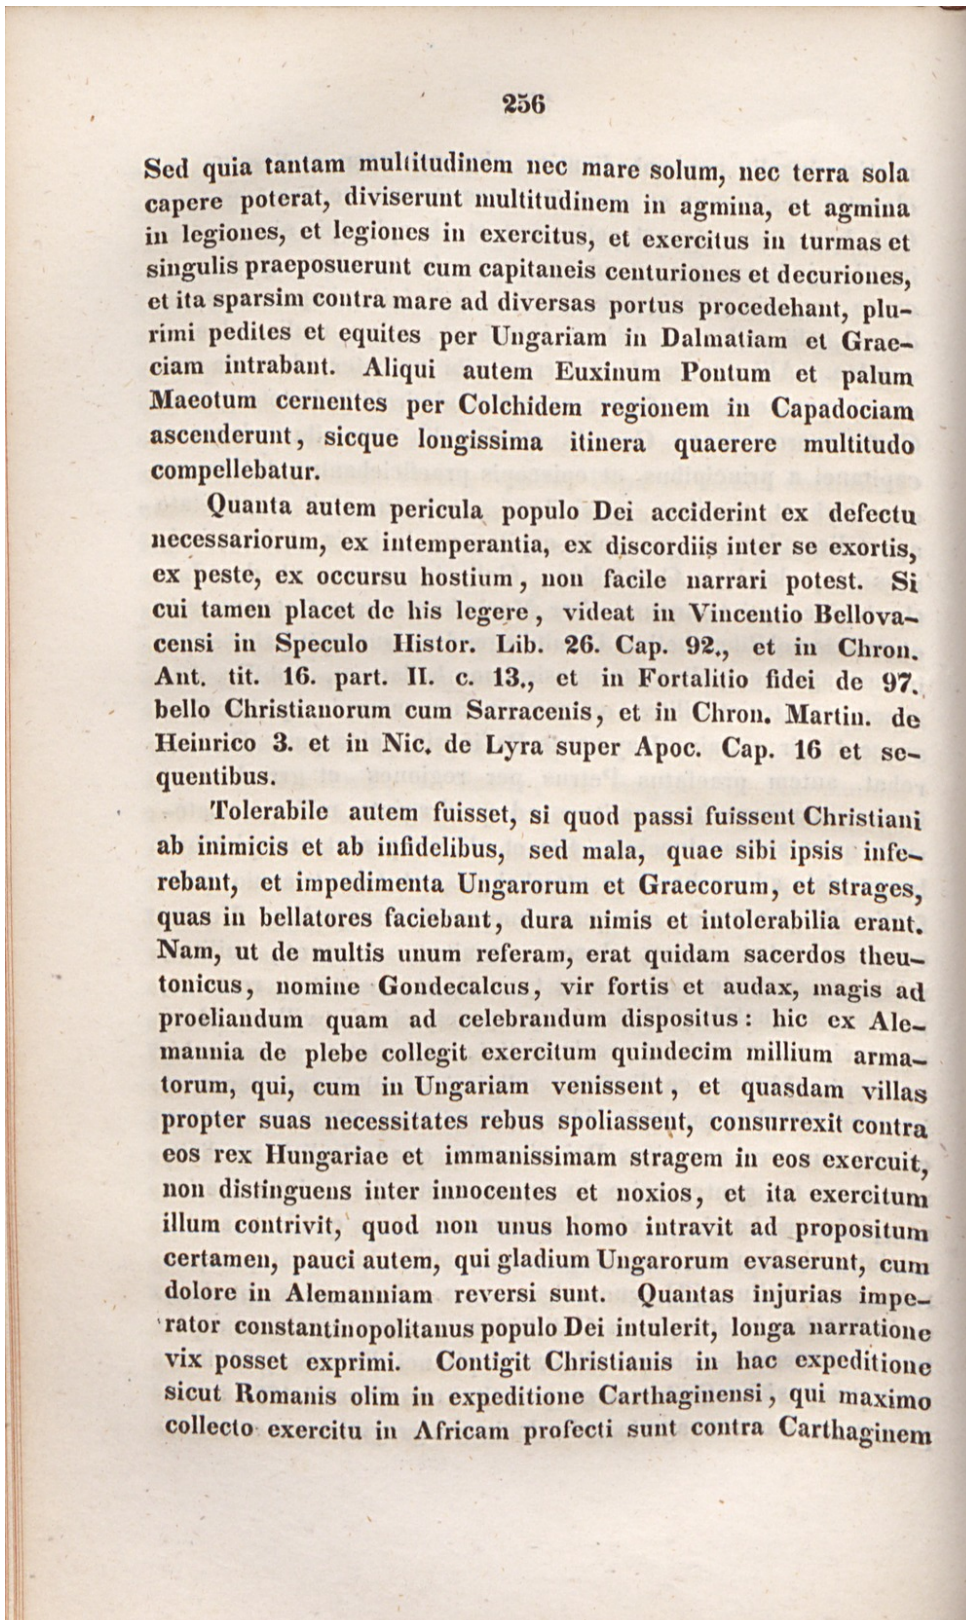 256
Sed quia tantam multitudinem nec mare solum, nec terra sola
capere poterat, diviserunt multitudinem in agmina, et agmina
in legiones, et legiones in exercitus, et exercitus in turmas et
singulis praeposuerunt cum capitaneis centuriones et decuriones,
et ita sparsim contra mare ad diversas portus procedehant, plu-
rimi pedites et equites per Ungariam in Dalmatiam et Grae-
ciam intrabant. Aliqui autem Euxinum Pontum et palum
Maeotum cernentes per Colchidem regionem in Capadociam
ascenderunt, sicque longissima itinera quaerere multitudo
compellebatur.
Quanta autem pericula populo Dei acciderint ex defectu
necessariorum, ex intemperantia, ex discordiis inter se exortis,
ex peste, ex occursu hostium, non facile narrari potest. Si
cui tamen placet de his legere, videat in Vincentio Bellova-
censi in Speculo Histor. Lib. 26. Cap. 92., et in Chron.
Ant. tit. 16. part. II. c. 13., et in Fortalitio fidei de 97.
bello Christianorum cum Sarracenis, et in Chron. Martin. de
Heinrico 3. et in Nic. de Lyra super Apoc. Cap. 16 et se-
quentibus.
Tolerabile autem fuisset, si quod passi fuissent Christiani
ab inimicis et ab infidelibus, sed mala, quae sibi ipsis infe-
rebant, et impedimenta Ungarorum et Graecorum, et strages,
quas in bellatores faciebant, dura nimis et intolerabilia erant.
Nam, ut de multis unum referam, erat quidam sacerdos theu-
tonicus, nomine Gondecalcus, vir fortis et audax, magis ad
proeliandum quam ad celebrandum dispositus: hic ex Ale-
mannia de plebe collegit exercitum quindecim millium arma-
torum, qui, cum in Ungariam venissent, et quasdam villas
propter suas necessitates rebus spoliassent, consurrexit contra
eos rex Hungariae et immanissimam stragem in eos exercuit,
non distinguens inter innocentes et noxios, et ita exercitum
illum contrivit, quod non unus homo intravit ad propositum
certamen, pauci autem, qui gladium Ungarorum evaserunt, cum
dolore in Alemanniam reversi sunt. Quantas injurias impe-
rator constantinopolitanus populo Dei intulerit, longa narratione
vix posset exprimi. Contigit Christianis in hac expeditione
sicut Romanis olim in expeditione Carthaginensi, qui maximo
collecto exercitu in Africam profecti sunt contra Carthaginem